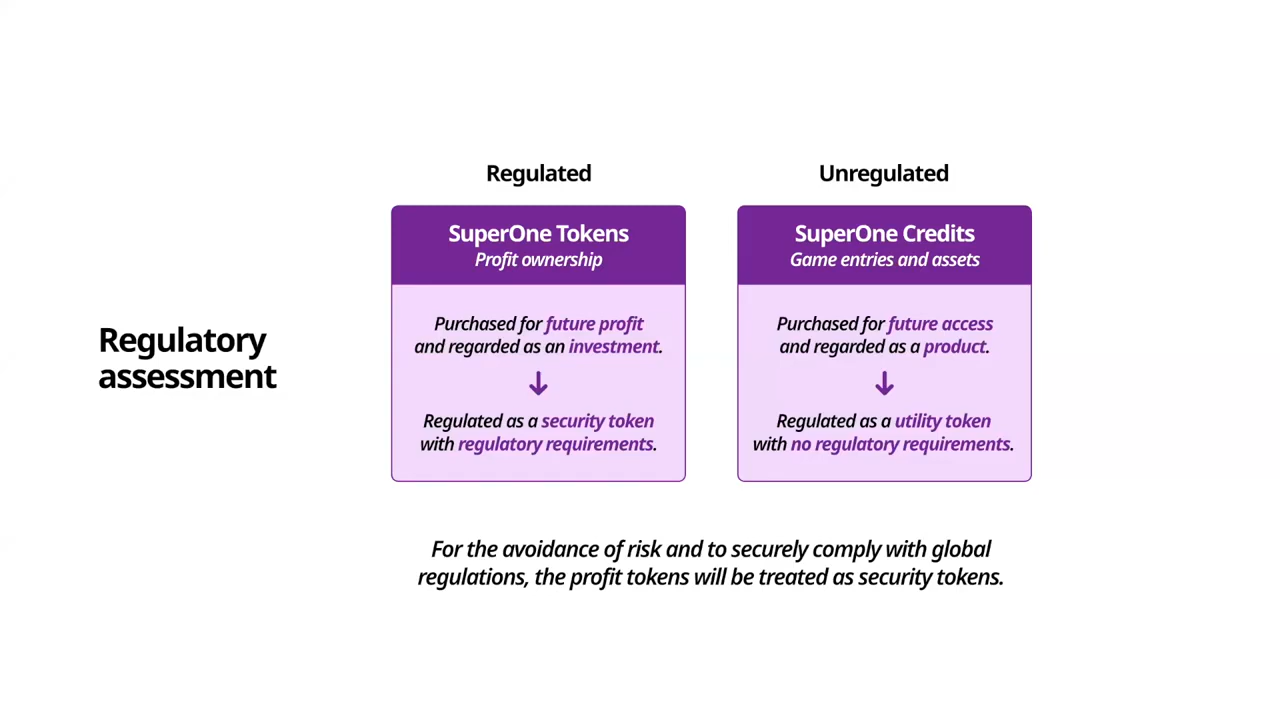 Regulatory
assessment
Regulated
SuperOne Tokens
Profit ownership
Purchased for future profit
and regarded as an investment.
Regulated as a security token
with regulatory requirements.
Unregulated
SuperOne Credits
Game entries and assets
Purchased for future access
and regarded as a product.
Regulated as a utility token
with no regulatory requirements.
For the avoidance of risk and to securely comply with global
regulations, the profit tokens will be treated as security tokens.